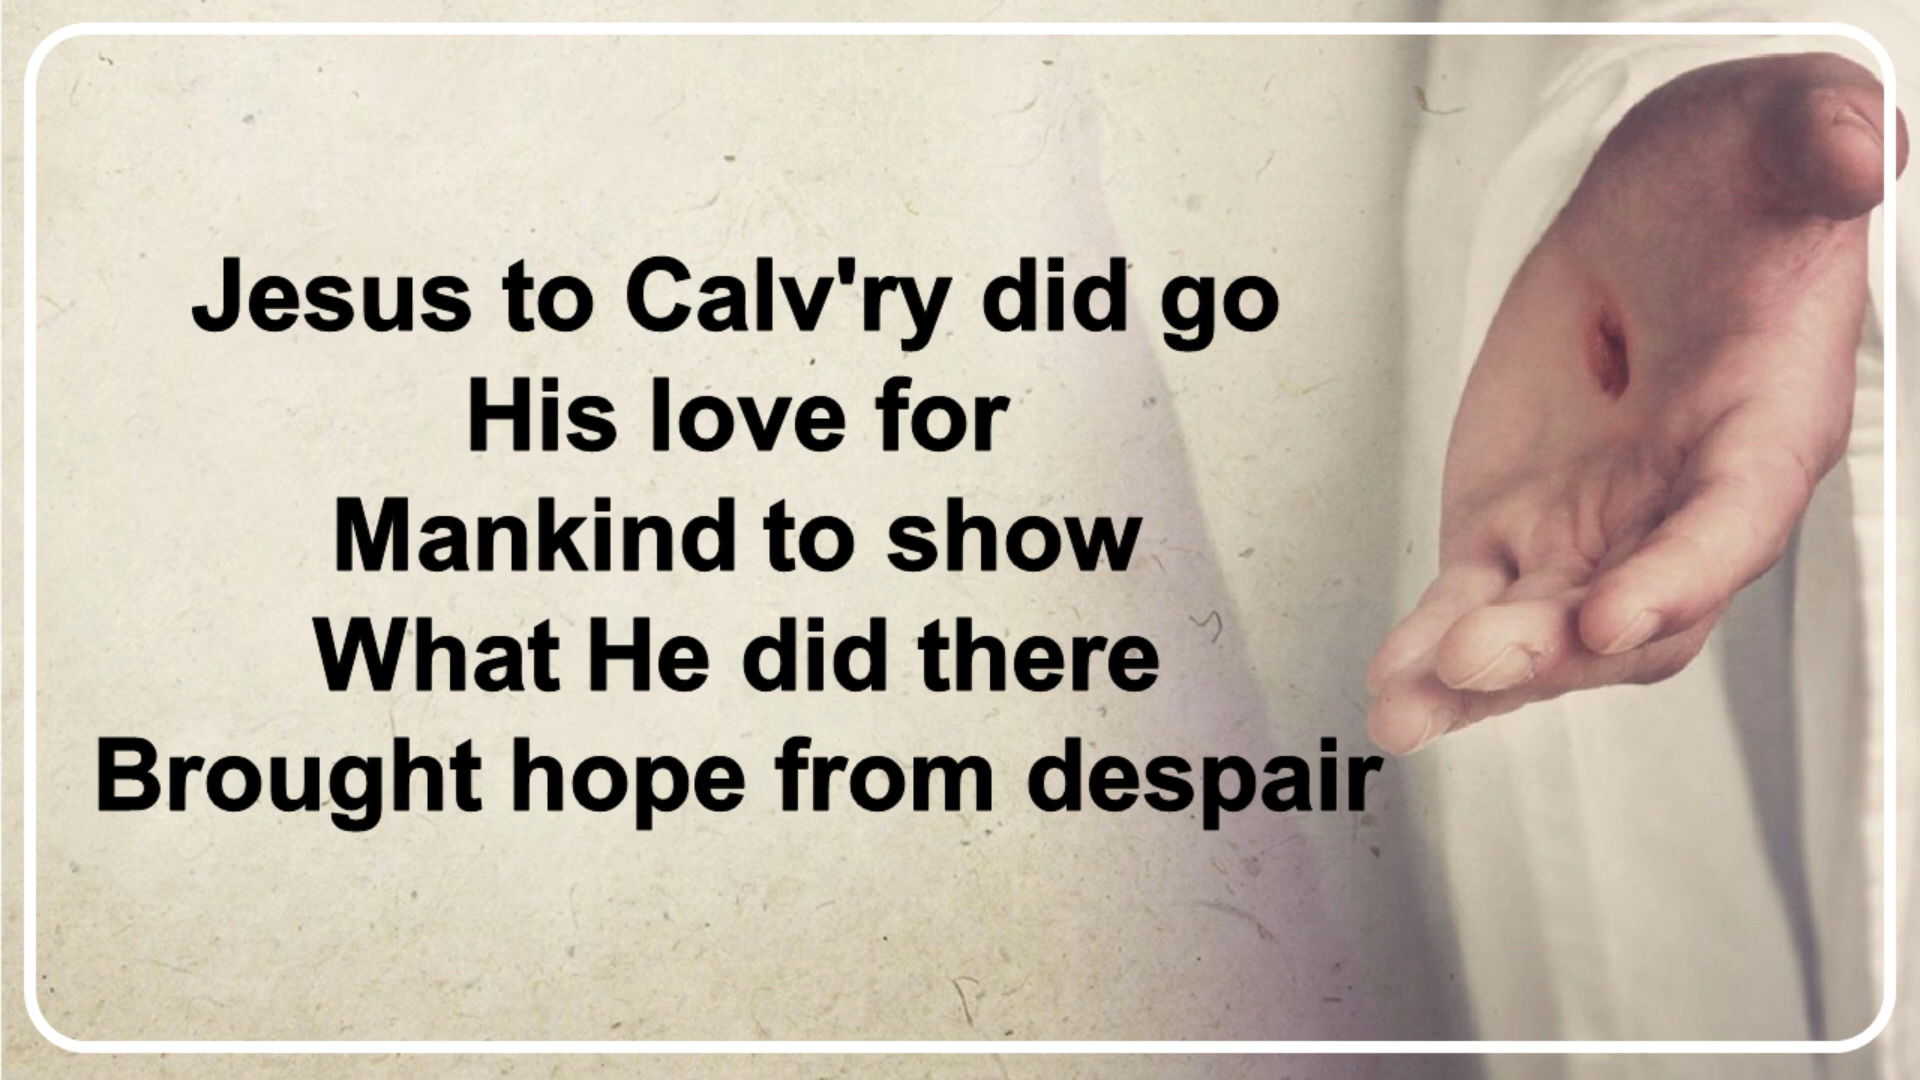 Jesus to Calv'ry did go
His love for
Mankind to show
What He did there
Brought hope from despair